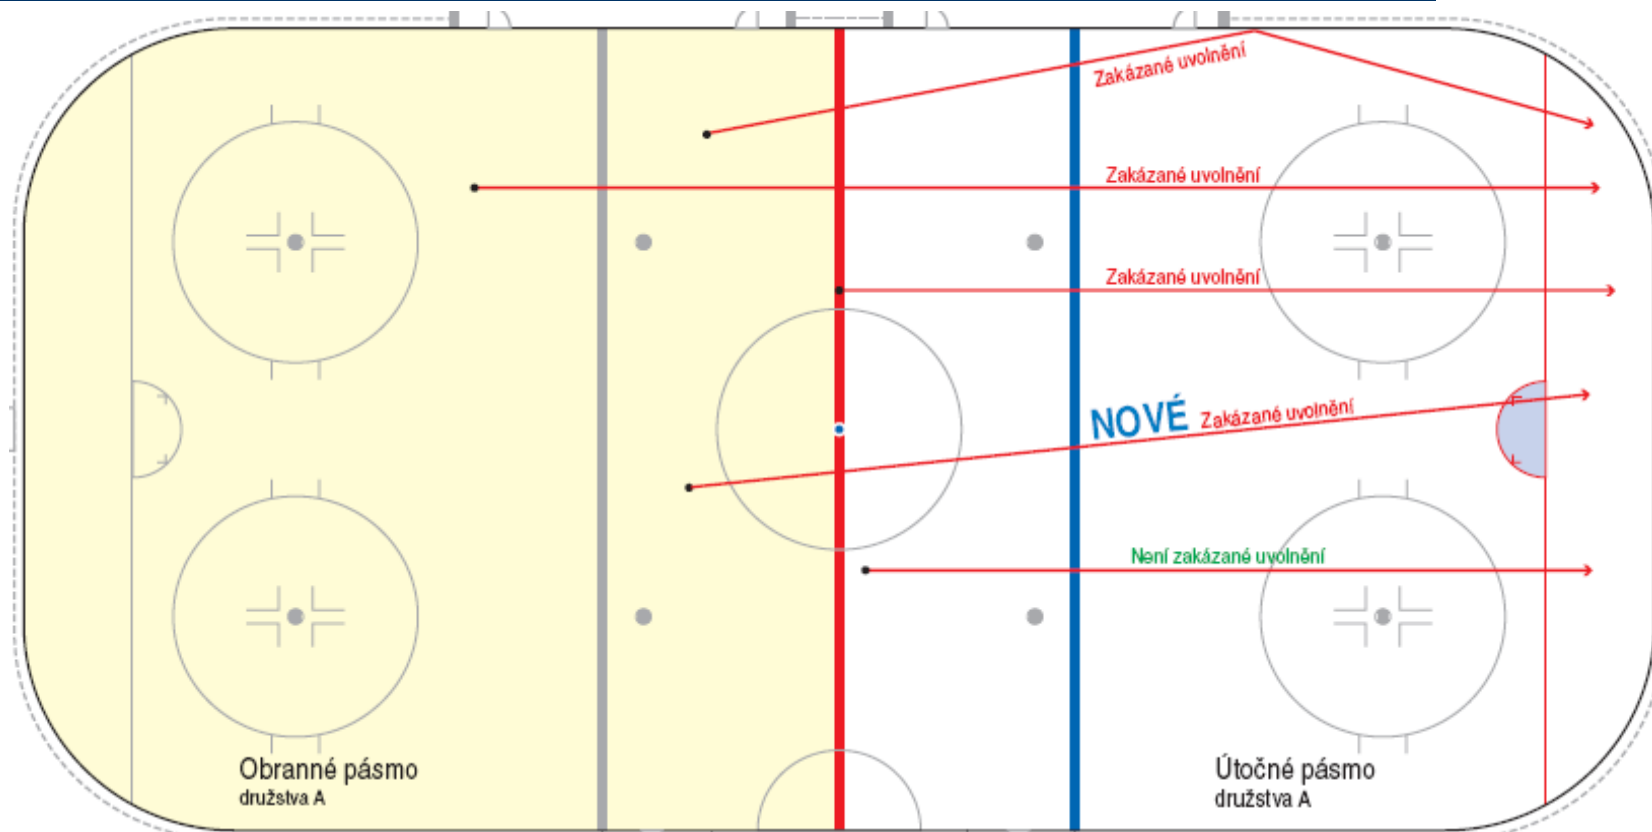 Zakázané uvolnění
Zakázané uvolnění
Zakázané uvolnění
NOVÉ Zakázané uvolnění
Není zakázané uvolnění
Obranné pásmo
družstva A
Útočné pásmo
družstva A